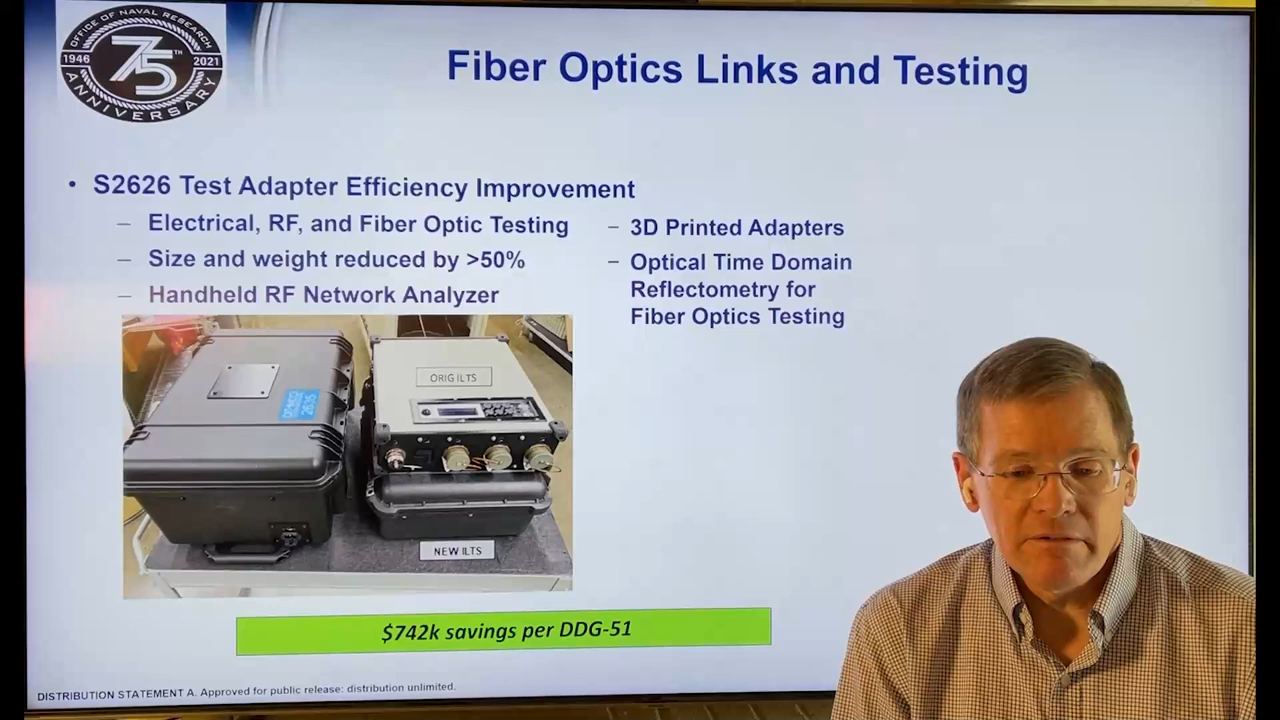 OFFICE OF NAVAL RESEARCH
1946 75TH 2021
ANNIVERSARY
Fiber Optics Links and Testing
• S2626 Test Adapter Efficiency Improvement
– Electrical, RF, and Fiber Optic Testing
– Size and weight reduced by >50%
– Handheld RF Network Analyzer
– 3D Printed Adapters
– Optical Time Domain
Reflectometry for
Fiber Optics Testing
ORIG ILTS
NEW ILTS
$742k savings per DDG-51
DISTRIBUTION STATEMENT A. Approved for public release: distribution unlimited.